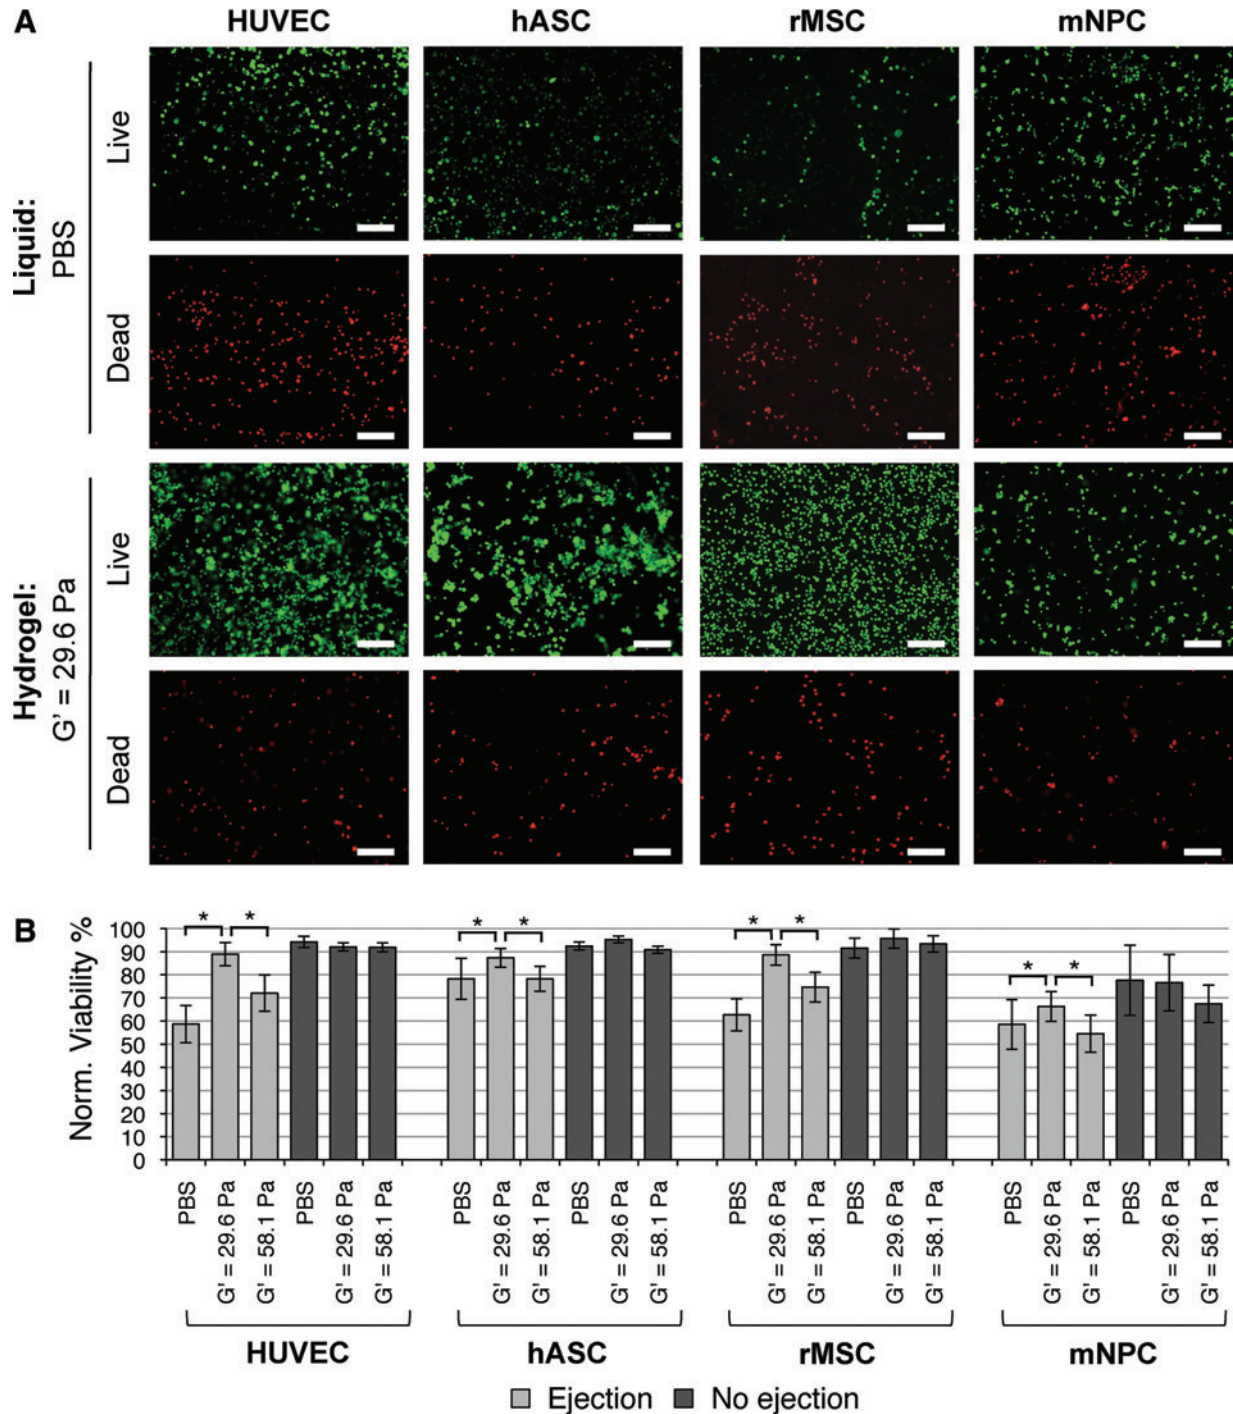 A
HUVEC
hASC
rMSC
mNPC
Liquid:
PBS
Live
Dead
Hydrogel:
G' = 29.6 Pa
Live
Dead
B
Norm. Viability %
100
90
80
70
60
50
40
30
20
10
0
* *
* *
* *
* *
PBS
G' = 29.6 Pa
G' = 58.1 Pa
PBS
G' = 29.6 Pa
G' = 58.1 Pa
PBS
G' = 29.6 Pa
G' = 58.1 Pa
PBS
G' = 29.6 Pa
G' = 58.1 Pa
PBS
G' = 29.6 Pa
G' = 58.1 Pa
PBS
G' = 29.6 Pa
G' = 58.1 Pa
PBS
G' = 29.6 Pa
G' = 58.1 Pa
PBS
G' = 29.6 Pa
G' = 58.1 Pa
HUVEC
hASC
rMSC
mNPC
Ejection
No ejection